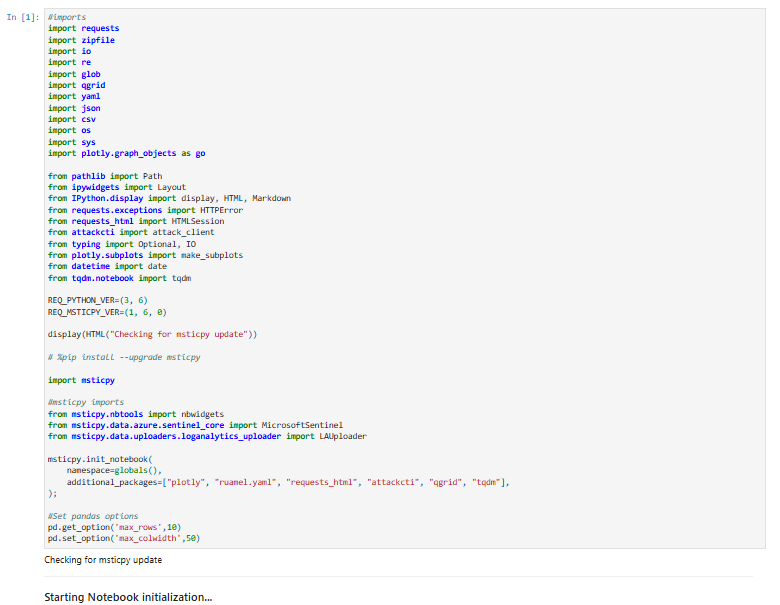 In [1]: #imports
import requests
import zipfile
import io
import re
import glob
import qgrid
import yaml
import json
import csv
import os
import sys
import plotly.graph_objects as go
from pathlib import Path
from ipywidgets import Layout
from IPython.display import display, HTML, Markdown
from requests.exceptions import HTTPError
from requests_html import HTMLSession
from attackcti import attack_client
from typing import Optional, IO
from plotly.subplots import make_subplots
from datetime import date
from tqdm.notebook import tqdm
REQ_PYTHON_VER=(3, 6)
REQ_MSTICPY_VER=(1, 6, 0)
display(HTML("Checking for msticpy update"))
# %pip install --upgrade msticpy
import msticpy
#msticpy imports
from msticpy.nbtools import nbwidgets
from msticpy.data.azure.sentinel_core import MicrosoftSentinel
from msticpy.data.uploaders.loganalytics_uploader import LAUploader
msticpy.init_notebook(
namespace=globals(),
additional_packages=["plotly", "ruamel.yaml", "requests_html", "attackcti", "qgrid", "tqdm"],
);
#Set pandas options
pd.get_option('max_rows',10)
pd.set_option('max_colwidth',50)
Checking for msticpy update
Starting Notebook initialization...